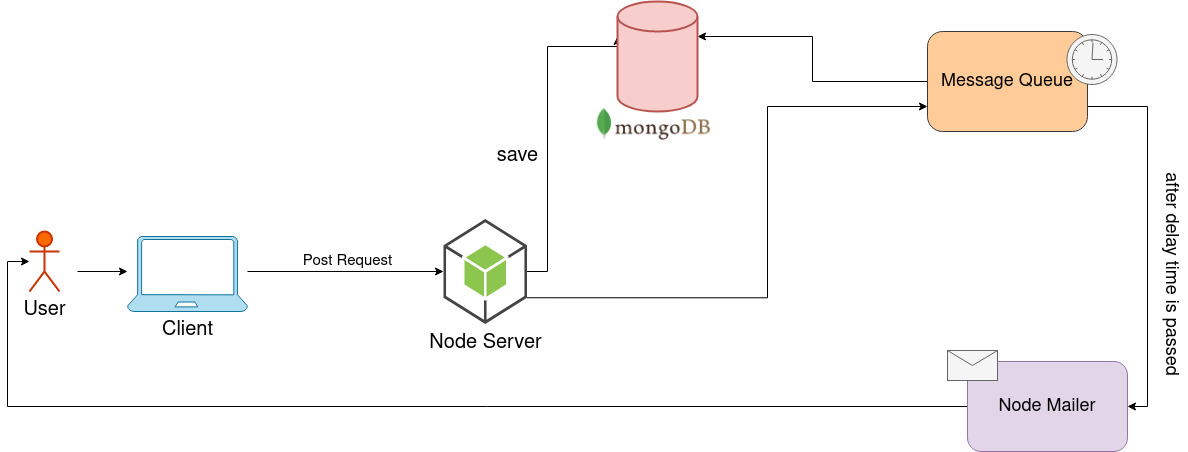 mongoDB
Message Queue
save
after delay time is passed
Post Request
User
Client
Node Server
Node Mailer